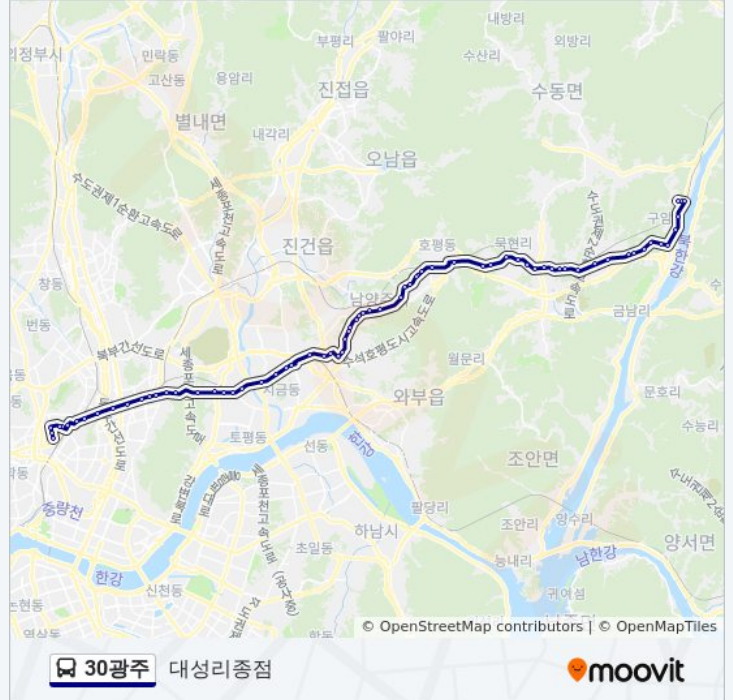 내방리
부평리
팔야리
외방리
의정부시
민락동
수산리
고산동
용암리
진접읍
수동면
별내면
내각리
오남읍
수도권제1순환고속도로
세종포천고속도로
구암
진건읍
호평동
묵현리
북한강
창동
남양주
금남리
번동
수석호평도시고속도로
북부간선도로
월문리
지금동
와부읍
문호리
수능리
토평동
선동
한강
조안면
강변북로
팔당리
중랑천
조안리
양수리
하남시
양서면
초일동
능내리
남한강
한강
신천동
귀여섬
© OpenStreetMap contributors | © OpenMapTiles
30광주 대성리종점
moovit